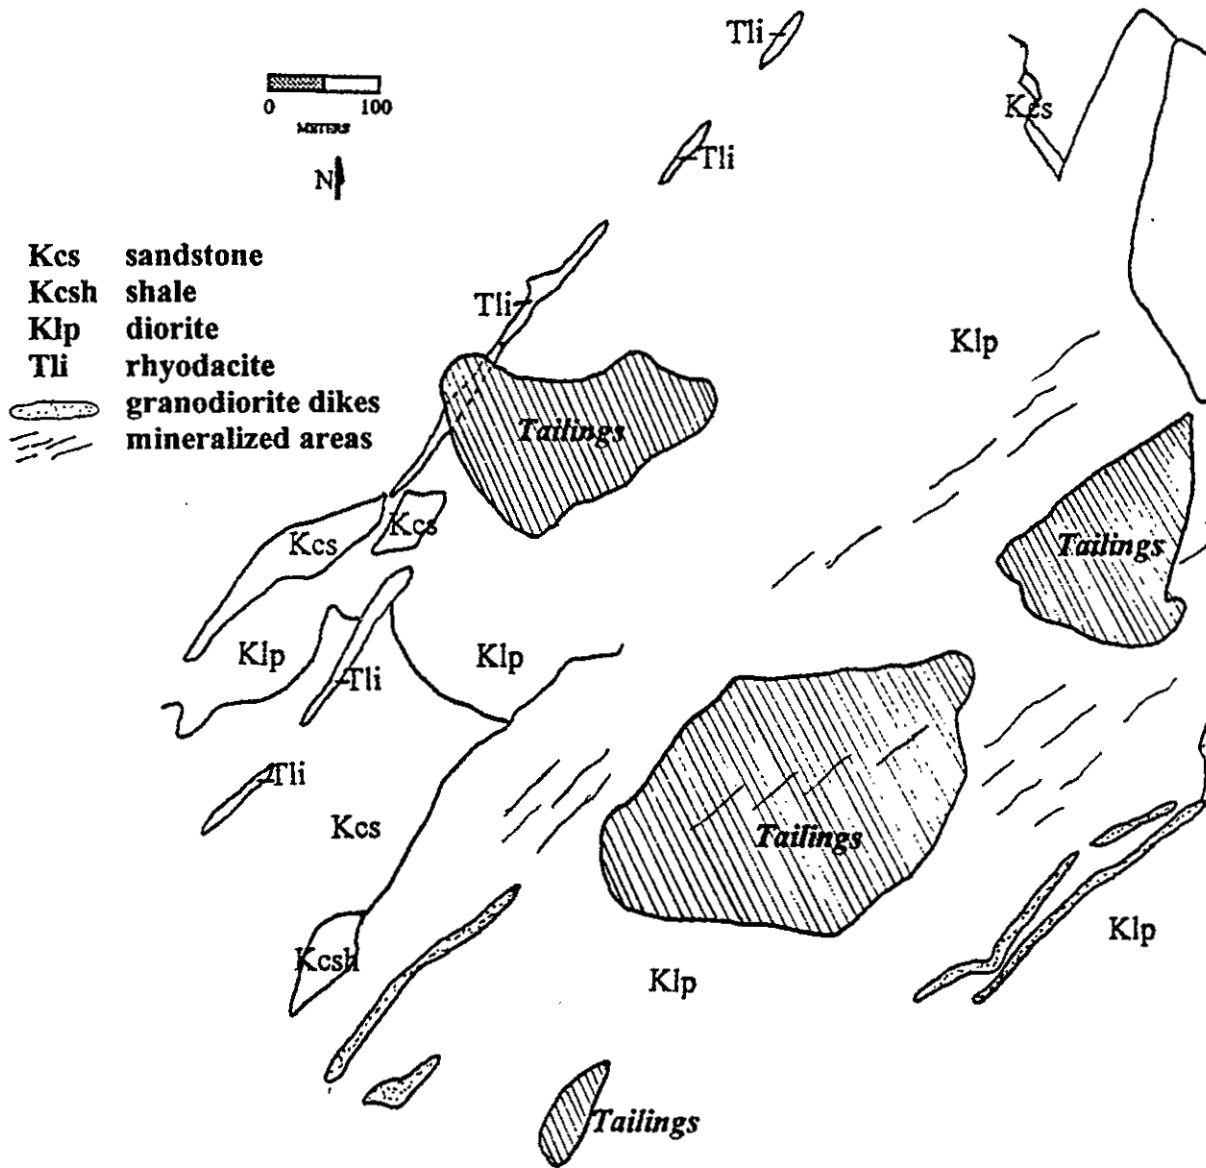 Tli
Kcs
0 100
METERS
Tli
N
Kcs sandstone
Kcsh shale
Klp diorite
Tli rhyodacite
granodiorite dikes
mineralized areas
Tli
Klp
Tailings
Kcs
Kcs
Tailings
Klp
Klp
Tli
Tli
Kcs
Tailings
Klp
Kcsh
Klp
Tailings